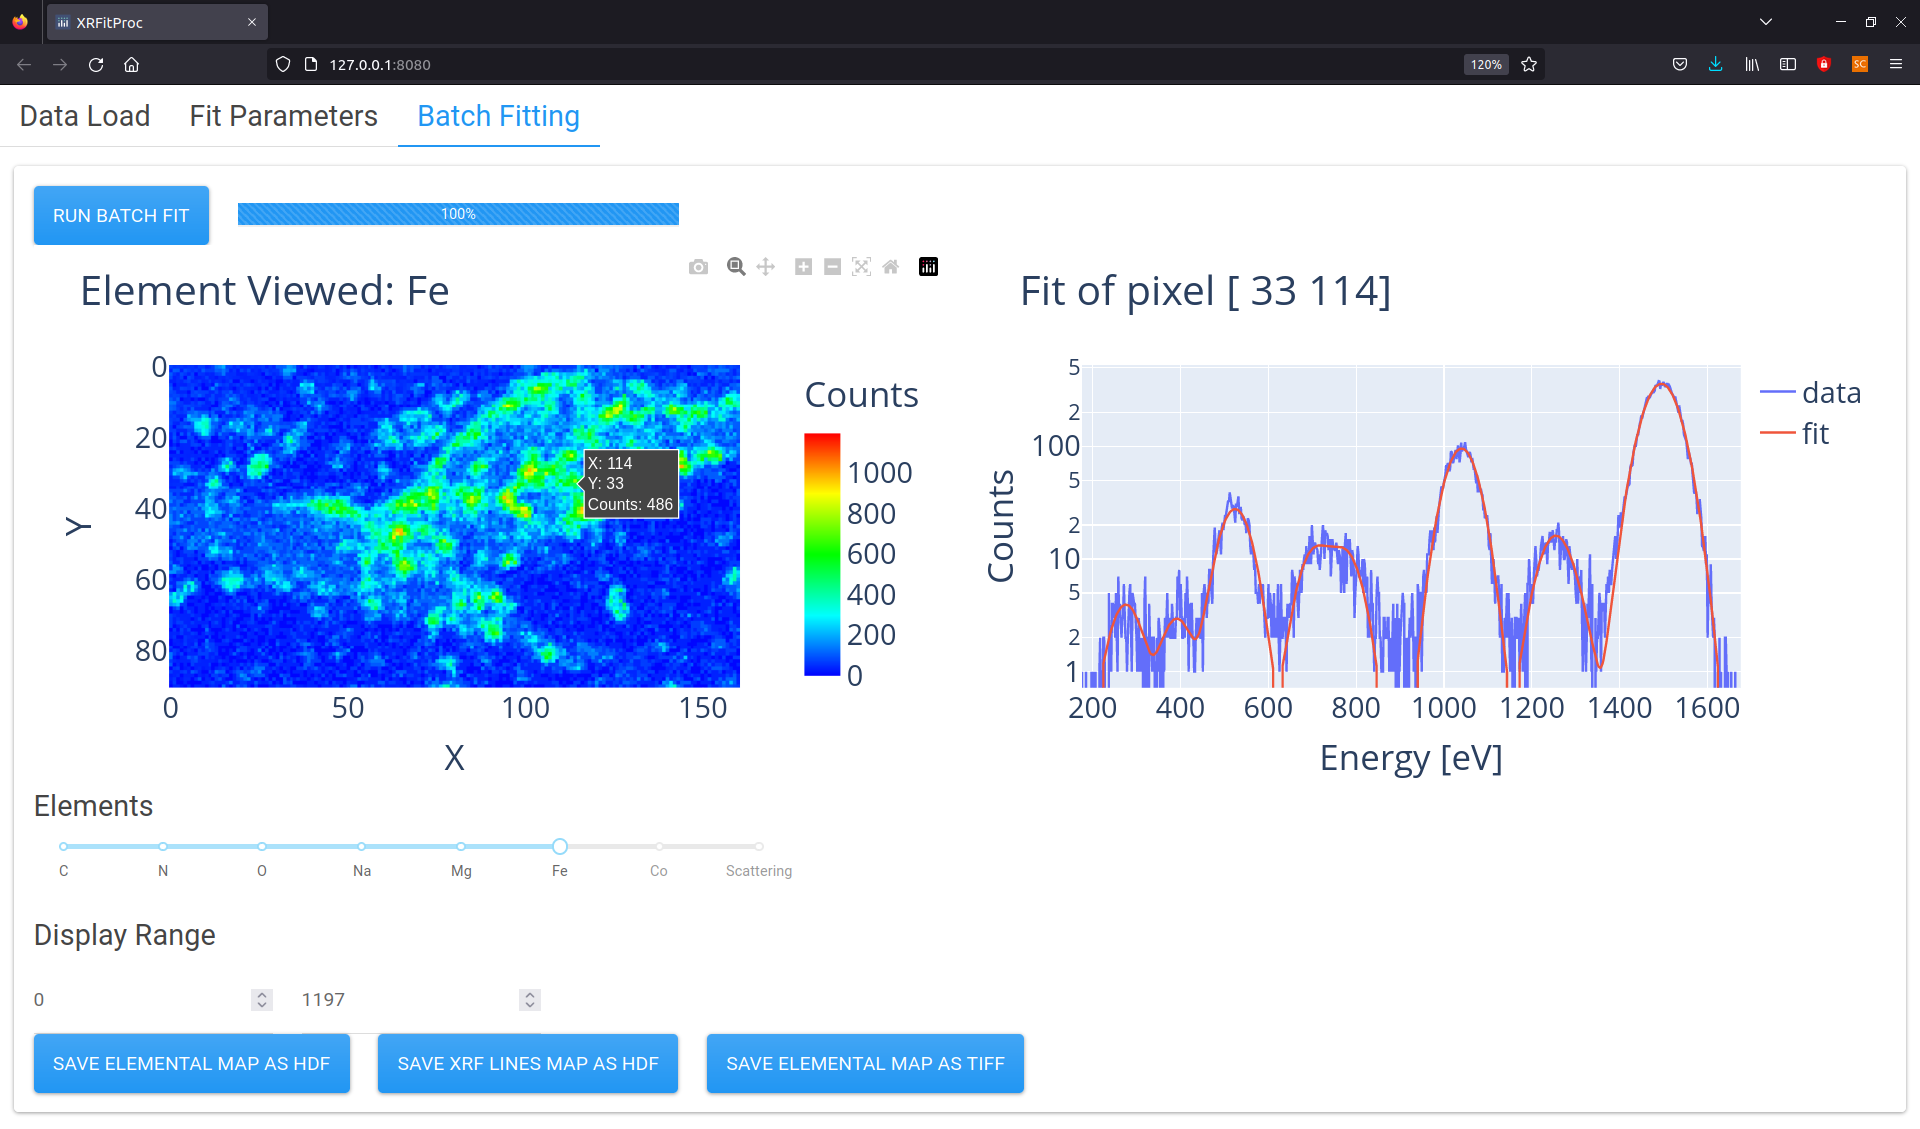 XRFitProc
127.0.0.1:8080
120%
SC
Data Load Fit Parameters Batch Fitting
RUN BATCH FIT
100%
Element Viewed: Fe
0
20
40
60
80
Y
0 50 100 150
X
X: 114
Y: 33
Counts: 486
Counts
1000
800
600
400
200
0
Fit of pixel [ 33 114]
5
2
100
5
2
10
5
2
1
Counts
200 400 600 800 1000 1200 1400 1600
Energy [eV]
data
fit
Elements
C N O Na Mg Fe Co Scattering
Display Range
0 1197
SAVE ELEMENTAL MAP AS HDF SAVE XRF LINES MAP AS HDF SAVE ELEMENTAL MAP AS TIFF